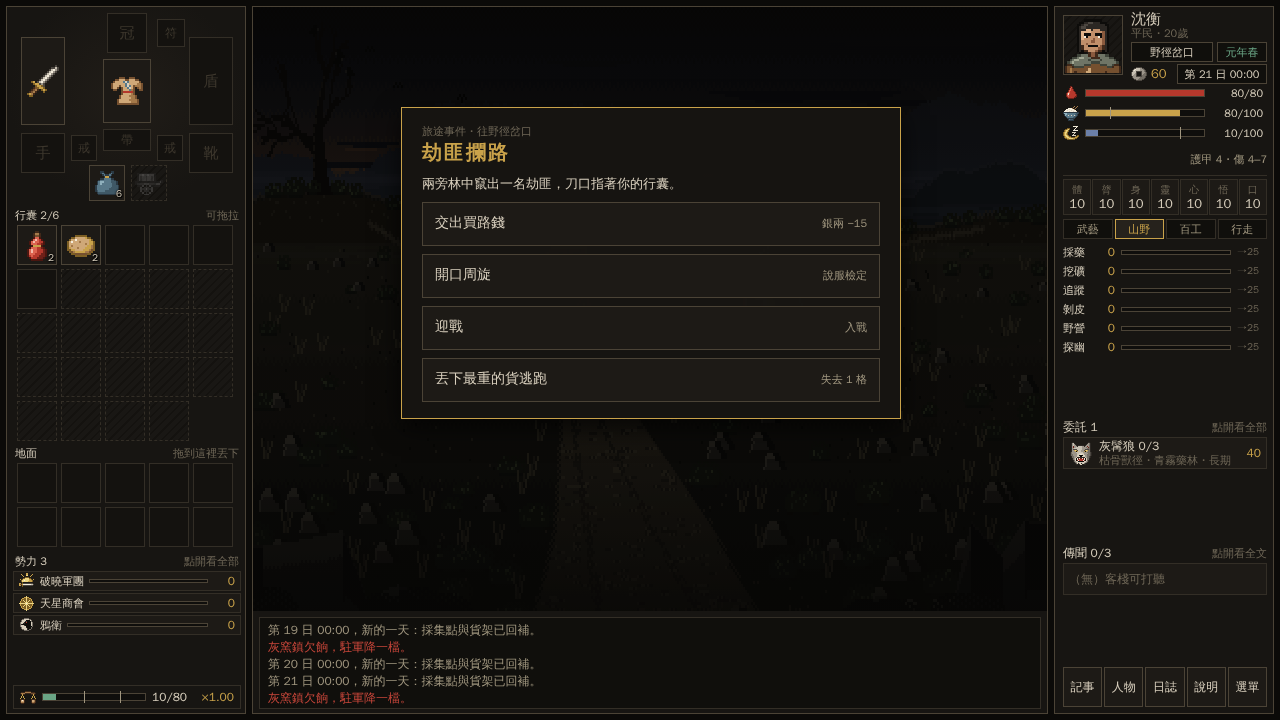 冠
符
盾
手
戒
帶
戒
靴
6
行囊 2/6 可拖拉
2
2
地面 拖到這裡丟下
勢力 3 點開看全部
破曉軍團 0
天星商會 0
鴉衛 0
10/80 ×1.00
旅途事件・往野徑岔口
劫匪攔路
兩旁林中竄出一名劫匪，刀口指著你的行囊。
交出買路錢 銀兩 −15
開口周旋 說服檢定
迎戰 入戰
丟下最重的貨逃跑 失去 1 格
第 19 日 00:00，新的一天：採集點與貨架已回補。
灰窯鎮欠餉，駐軍降一檔。
第 20 日 00:00，新的一天：採集點與貨架已回補。
第 21 日 00:00，新的一天：採集點與貨架已回補。
灰窯鎮欠餉，駐軍降一檔。
沈衡
平民・20歲
野徑岔口 元年春
60 第 21 日 00:00
80/80
80/100
10/100
護甲 4・傷 4–7
體 臂 身 靈 心 悟 口
10 10 10 10 10 10 10
武藝 山野 百工 行走
採藥 0 →25
挖礦 0 →25
追蹤 0 →25
剝皮 0 →25
野營 0 →25
探幽 0 →25
委託 1 點開看全部
灰髯狼 0/3 40
枯骨獸徑・青霧藥林・長期
傳聞 0/3 點開看全文
（無）客棧可打聽
記事 人物 日誌 說明 選單